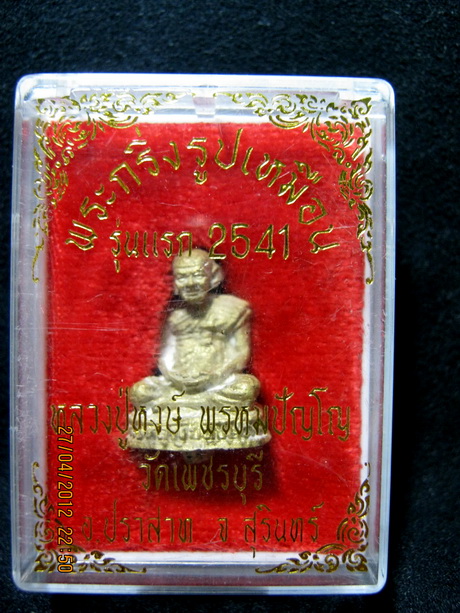 พระกริ่งรูปเหมือน
รุ่นแรก 2541
หลวงปู่หงษ์ พรหมปัญโญ
วัดเพชรบุรี
อ.ปราสาท จ.สุรินทร์
27/04/2012 22:50